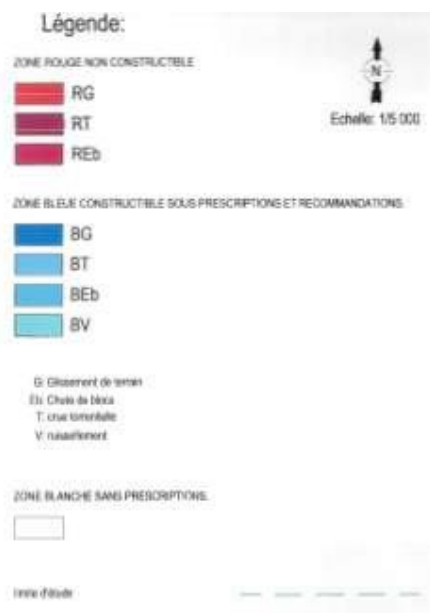 Légende:
ZONE ROUGE NON CONSTRUCTIBLE
N
RG
Echelle: 1/5 000
RT
REb
ZONE BLEUE CONSTRUCTIBLE SOUS PRESCRIPTIONS ET RECOMMANDATIONS
BG
BT
BEb
BV
G: Glissement de terrain
Eb: Chute de blocs
T: crue torrentielle
V: ruissellement
ZONE BLANCHE SANS PRESCRIPTIONS.
limite d'étude